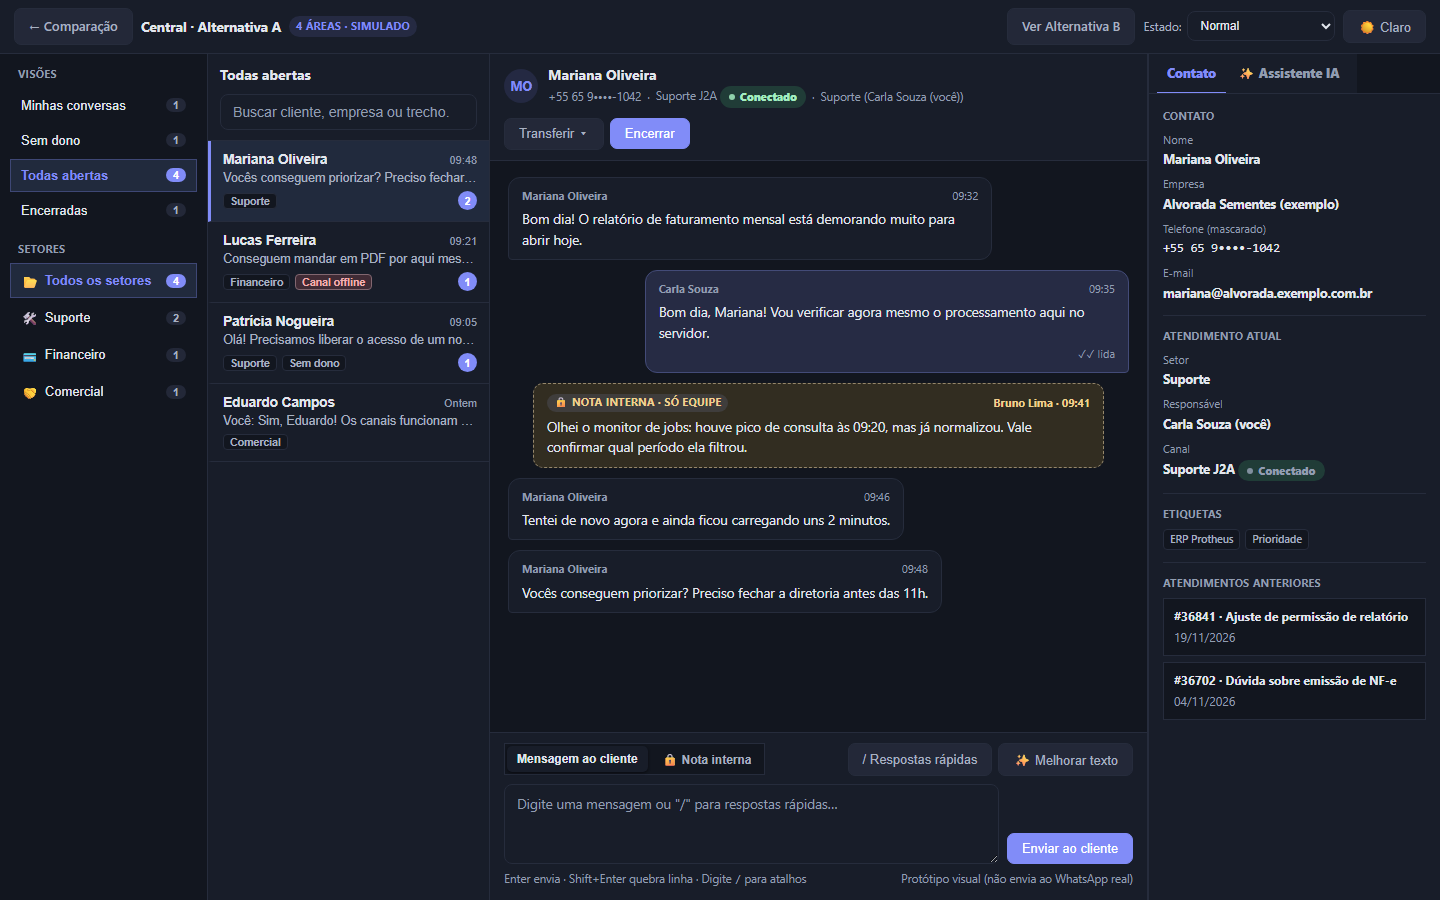 ← Comparação
Central · Alternativa A
4 ÁREAS · SIMULADO
Ver Alternativa B
Estado:
Normal
Claro
VISÕES
Minhas conversas 1
Sem dono 1
Todas abertas 4
Encerradas 1
SETORES
Todos os setores 4
Suporte 2
Financeiro 1
Comercial 1
Todas abertas
Buscar cliente, empresa ou trecho.
Mariana Oliveira 09:48
Vocês conseguem priorizar? Preciso fechar...
Suporte 2
Lucas Ferreira 09:21
Conseguem mandar em PDF por aqui mes...
Financeiro Canal offline 1
Patrícia Nogueira 09:05
Olá! Precisamos liberar o acesso de um no...
Suporte Sem dono 1
Eduardo Campos Ontem
Você: Sim, Eduardo! Os canais funcionam ...
Comercial
MO
Mariana Oliveira
+55 65 9••••-1042 · Suporte J2A ● Conectado · Suporte (Carla Souza (você))
Transferir ▾
Encerrar
Mariana Oliveira 09:32
Bom dia! O relatório de faturamento mensal está demorando muito para
abrir hoje.
Carla Souza 09:35
Bom dia, Mariana! Vou verificar agora mesmo o processamento aqui no
servidor.
✓✓ lida
NOTA INTERNA · SÓ EQUIPE Bruno Lima · 09:41
Olhei o monitor de jobs: houve pico de consulta às 09:20, mas já normalizou. Vale
confirmar qual período ela filtrou.
Mariana Oliveira 09:46
Tentei de novo agora e ainda ficou carregando uns 2 minutos.
Mariana Oliveira 09:48
Vocês conseguem priorizar? Preciso fechar a diretoria antes das 11h.
Mensagem ao cliente
Nota interna
/ Respostas rápidas
Melhorar texto
Digite uma mensagem ou "/" para respostas rápidas...
Enviar ao cliente
Enter envia · Shift+Enter quebra linha · Digite / para atalhos
Protótipo visual (não envia ao WhatsApp real)
Contato
Assistente IA
CONTATO
Nome
Mariana Oliveira
Empresa
Alvorada Sementes (exemplo)
Telefone (mascarado)
+55 65 9••••-1042
E-mail
mariana@alvorada.exemplo.com.br
ATENDIMENTO ATUAL
Setor
Suporte
Responsável
Carla Souza (você)
Canal
Suporte J2A ● Conectado
ETIQUETAS
ERP Protheus Prioridade
ATENDIMENTOS ANTERIORES
#36841 · Ajuste de permissão de relatório
19/11/2026
#36702 · Dúvida sobre emissão de NF-e
04/11/2026